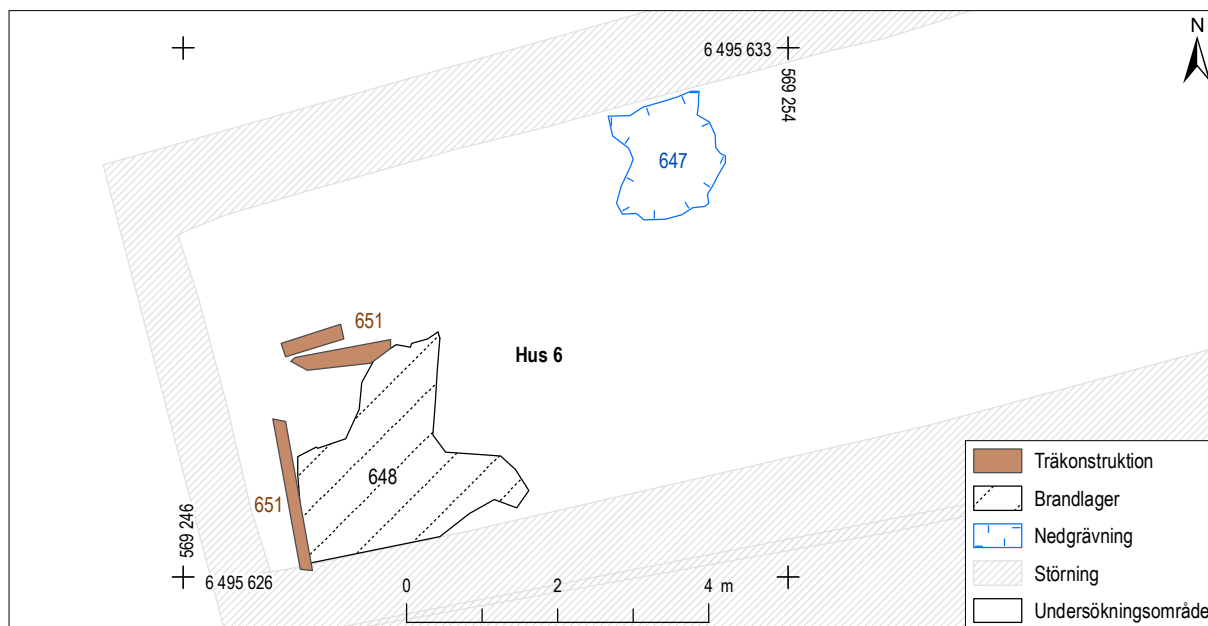 N
6 495 633
569 254
647
651
Hus 6
648
651
569 246
6 495 626
0 2 4 m
Träkonstruktion
Brandlager
Nedgrävning
Störning
Undersökningsområde